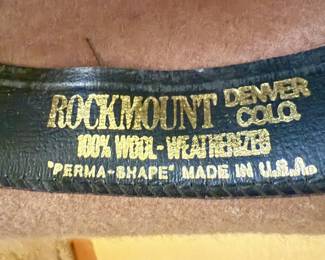 ROCKMOUNT DENVER COLO.
100% WOOL-WEATHERIZED
"PERMA-SHAPE" MADE IN U.S.A.